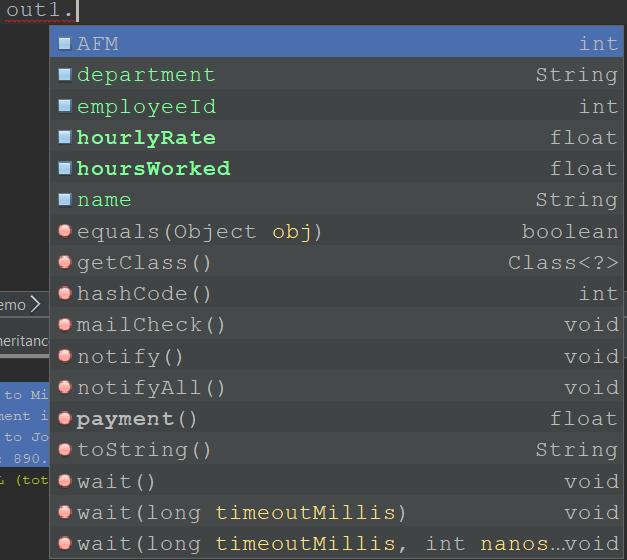 out1.
AFM int
department String
employeeId int
hourlyRate float
hoursWorked float
name String
equals(Object obj) boolean
getClass() Class<?>
hashCode() int
emo
mailCheck() void
heritanc
notify() void
notifyAll() void
to Mi
ment i
payment() float
to Jo
toString() String
: 890.
(tot
wait() void
wait(long timeoutMillis) void
wait(long timeoutMillis, int nanos…void